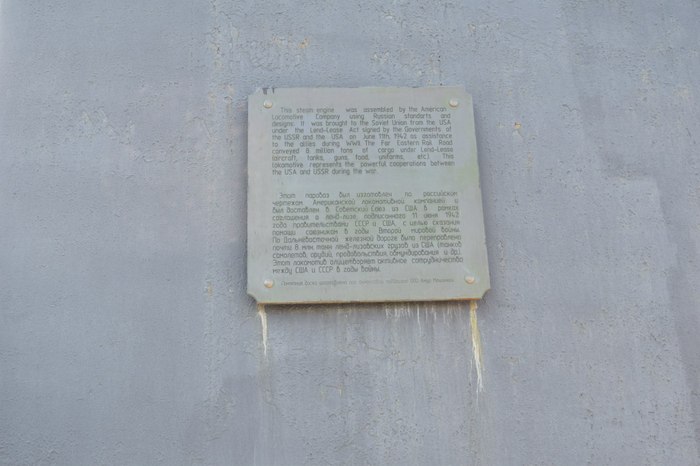 This steam engine was assembled by the American
Locomotive Company using Russian standarts and
designs. It was brought to the Soviet Union from the USA
under the Lend-Lease Act signed by the Governments of
the USSR and the USA on June 11th, 1942 as assistance
to the allies during WWII. The Far Eastern Rail Road
conveyed 8 million tons of cargo under Lend-Lease
(aircraft, tanks, guns, food, uniforms, etc.). This
lokomotive represents the powerful cooperations between
the USA and USSR during the war.
Этот паровоз был изготовлен по российским
чертежам Американской локомотивной компанией и
был доставлен в Советский Союз из США в рамках
соглашения о ленд-лизе, подписанного 11 июня 1942
года правительствами СССР и США, с целью оказания
помощи союзникам в годы Второй мировой войны.
По Дальневосточной железной дороге было переправлено
почти 8 млн тонн ленд-лизовских грузов из США (танков,
самолетов, орудий, продовольствия, обмундирования и др.).
Этот локомотив олицетворяет активное сотрудничество
между США и СССР в годы войны.
Памятная доска